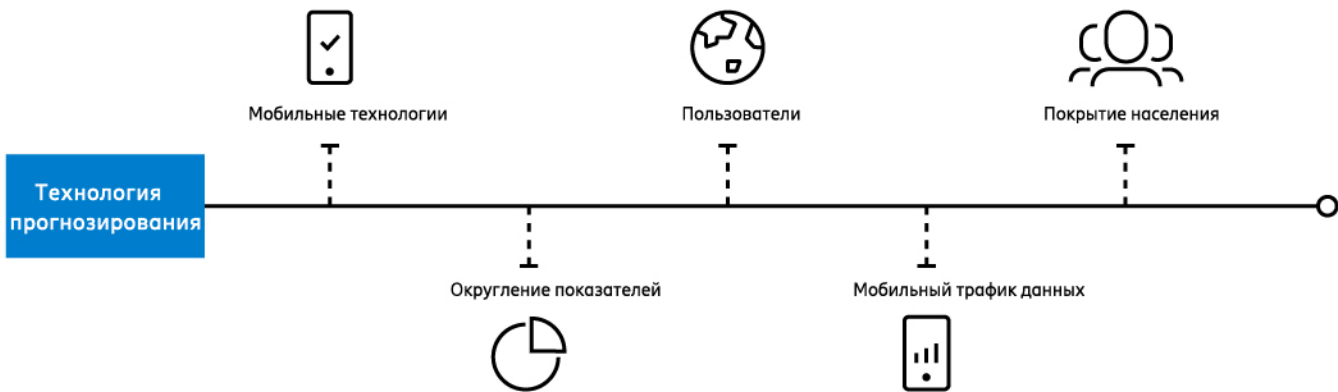 Мобильные технологии
Пользователи
Покрытие населения
Технология
прогнозирования
Округление показателей
Мобильный трафик данных